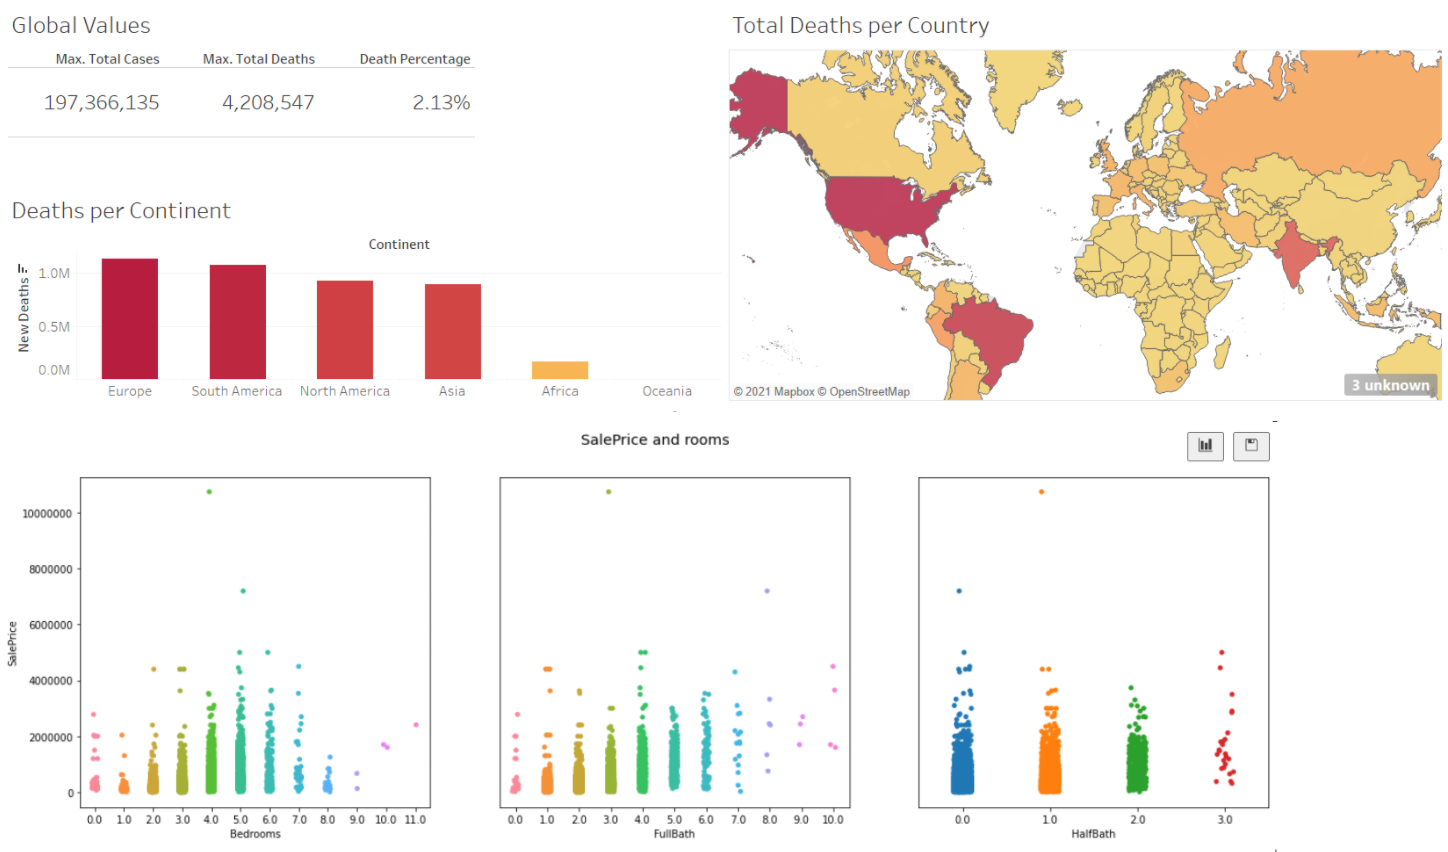 Global Values
Max. Total Cases Max. Total Deaths Death Percentage
197,366,135 4,208,547 2.13%
Deaths per Continent
Continent
New Deaths
1.0M
0.5M
0.0M
Europe South America North America Asia Africa Oceania
Total Deaths per Country
© 2021 Mapbox © OpenStreetMap
3 unknown
SalePrice and rooms
SalePrice
10000000
8000000
6000000
4000000
2000000
0
0.0 1.0 2.0 3.0 4.0 5.0 6.0 7.0 8.0 9.0 10.0 11.0
Bedrooms
0.0 1.0 2.0 3.0 4.0 5.0 6.0 7.0 8.0 9.0 10.0
FullBath
0.0 1.0 2.0 3.0
HalfBath